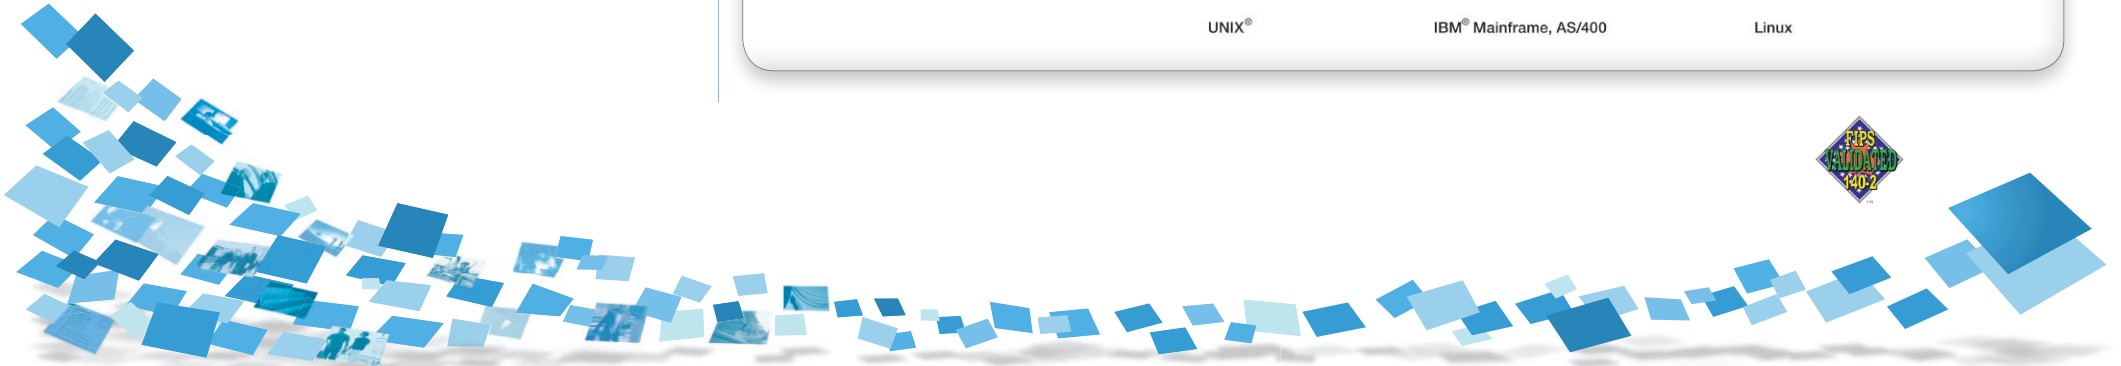 UNIX® IBM® Mainframe, AS/400 Linux
FIPS
VALIDATED
140-2